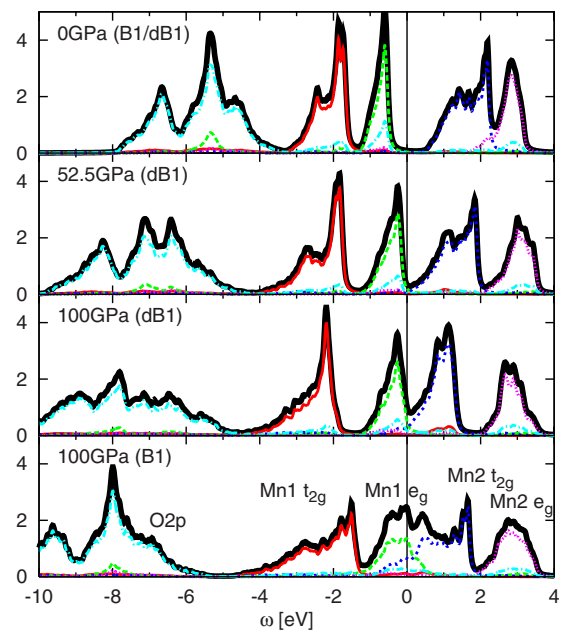 4
2
0
0GPa (B1/dB1)
4
2
0
52.5GPa (dB1)
4
2
0
100GPa (dB1)
4
2
0
100GPa (B1)
O2p
Mn1 t2g
Mn1 eg
Mn2 t2g
Mn2 eg
-10 -8 -6 -4 -2 0 2 4
ω [eV]